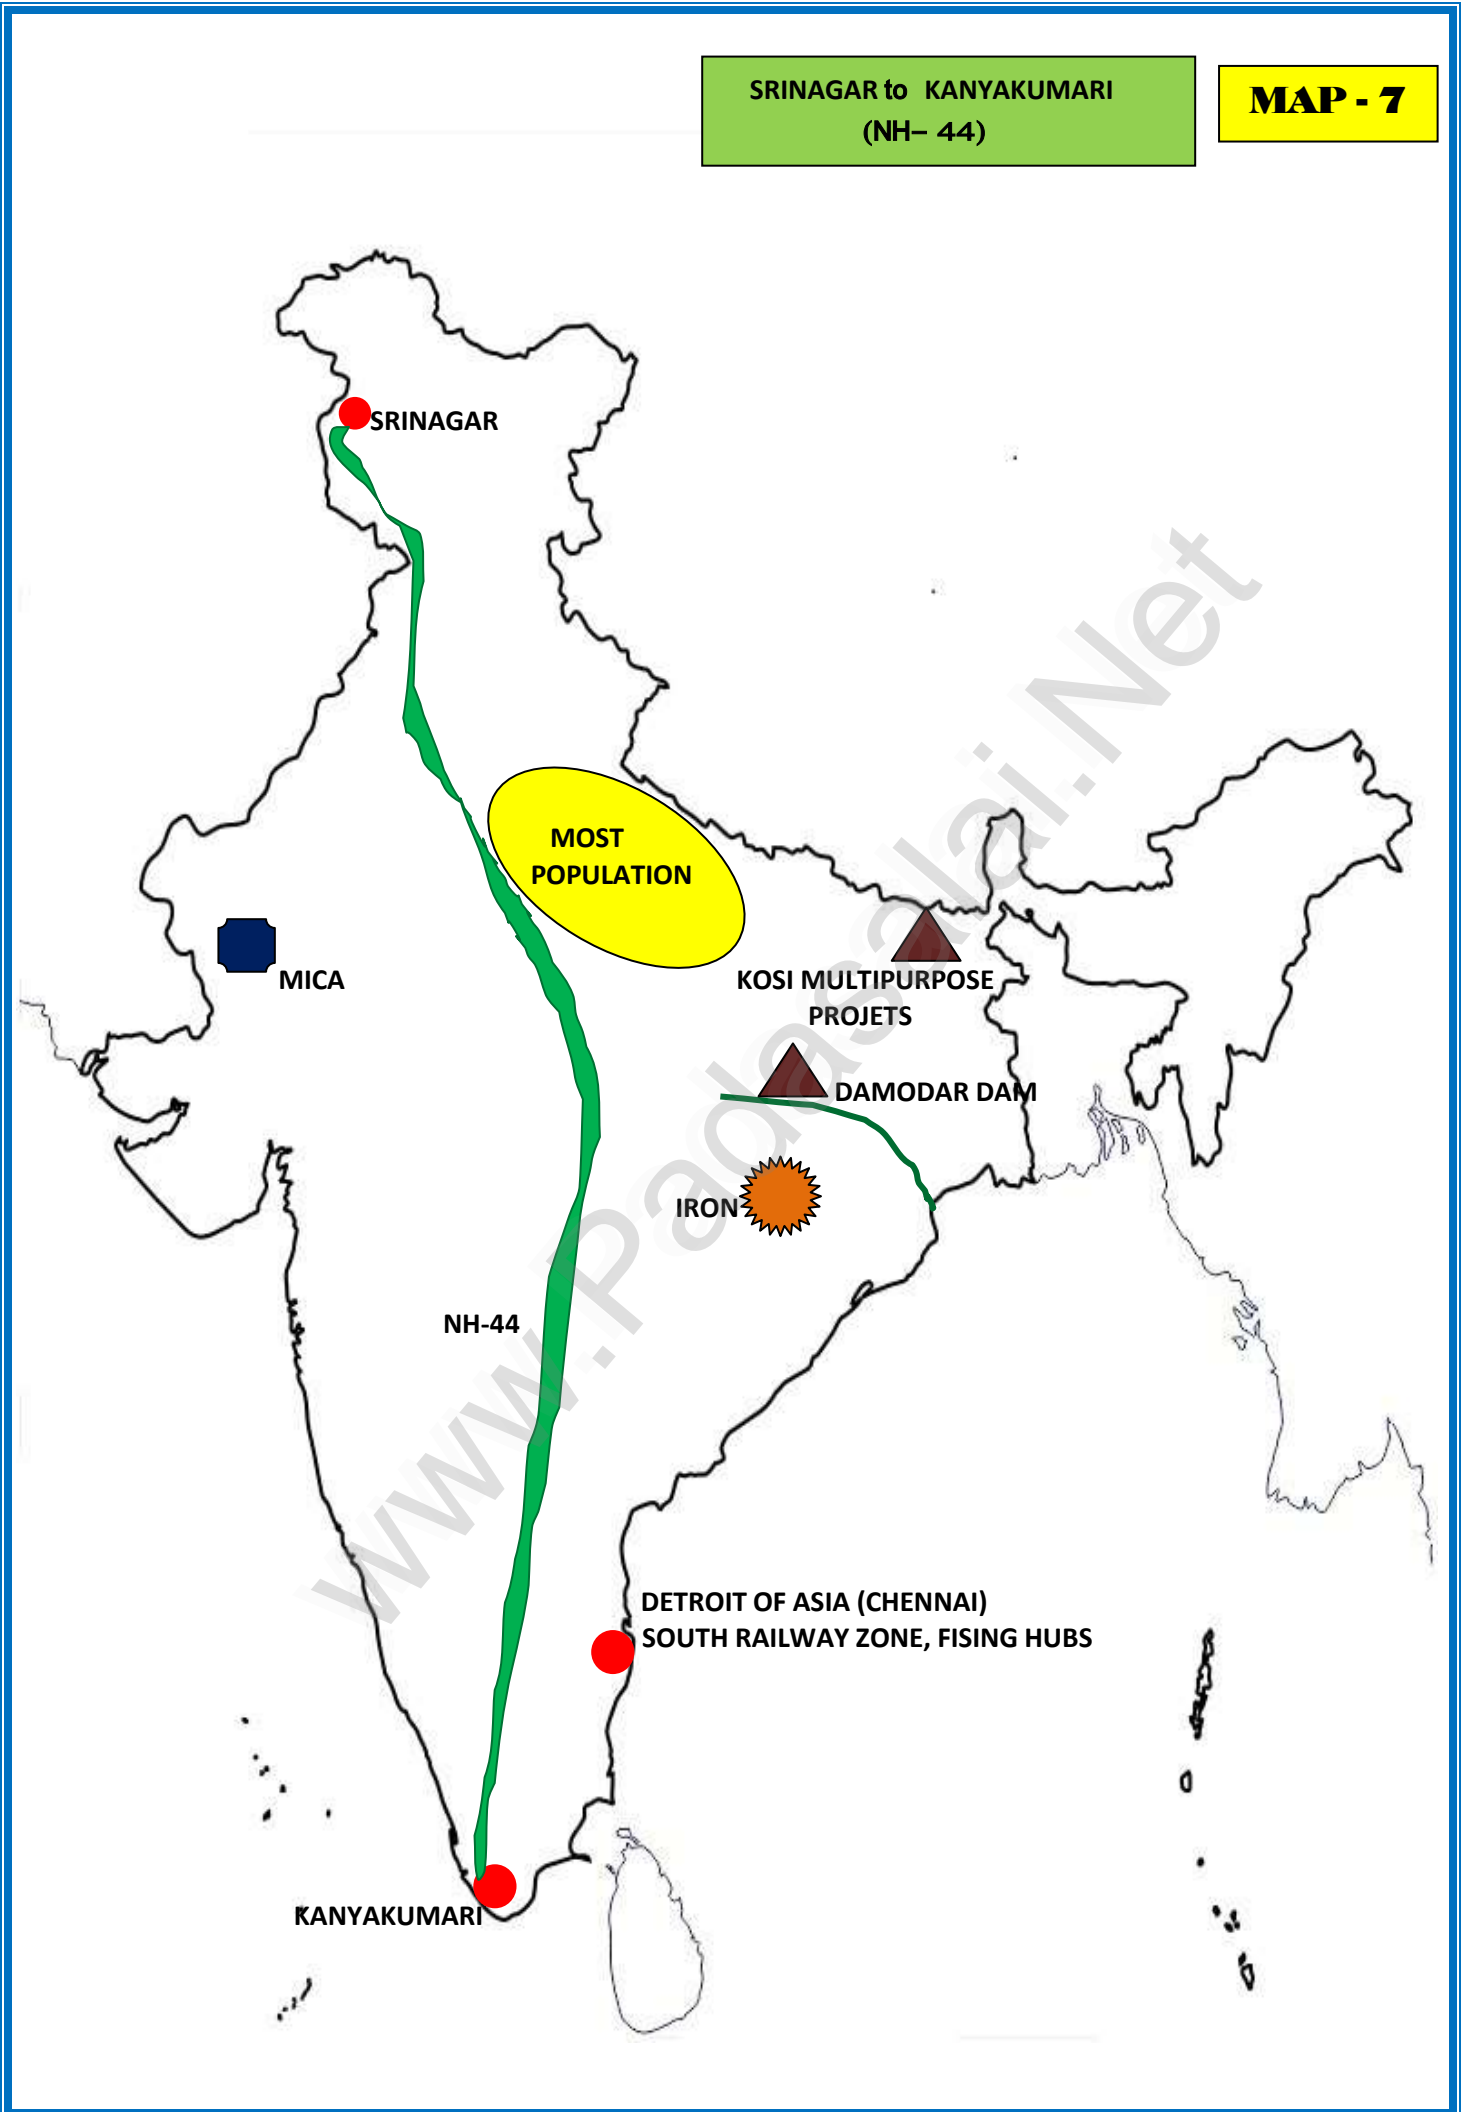 SRINAGAR to KANYAKUMARI
(NH– 44)
MAP - 7
SRINAGAR
MOST
POPULATION
MICA
KOSI MULTIPURPOSE
PROJETS
DAMODAR DAM
IRON
NH-44
DETROIT OF ASIA (CHENNAI)
SOUTH RAILWAY ZONE, FISING HUBS
KANYAKUMARI
www.Padasalai.Net